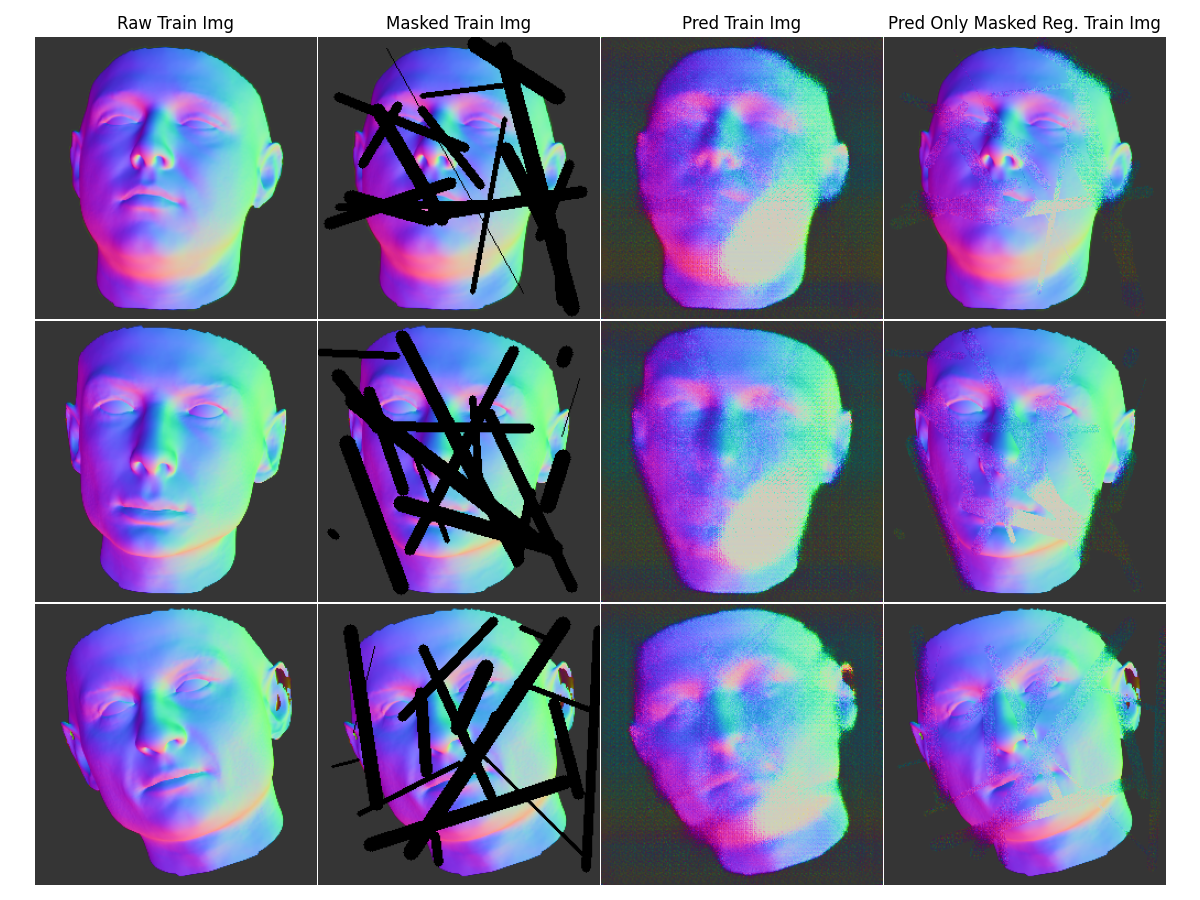 Raw Train Img
Masked Train Img
Pred Train Img
Pred Only Masked Reg. Train Img